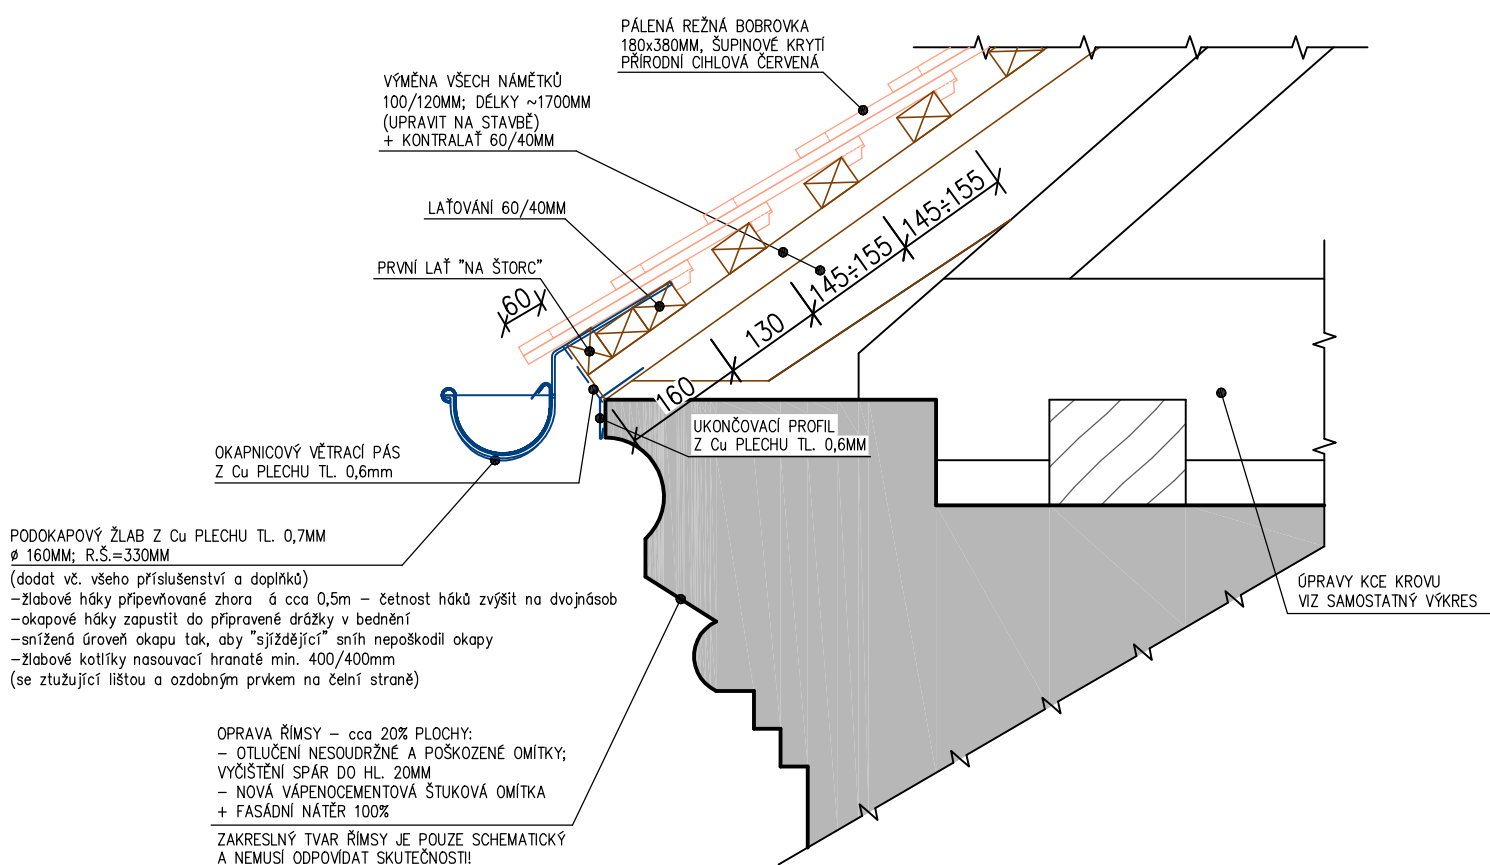 PÁLENÁ REŽNÁ BOBROVKA
180x380MM, ŠUPINOVÉ KRYTÍ
PŘÍRODNÍ CIHLOVÁ ČERVENÁ
VÝMĚNA VŠECH NÁMĚTKŮ
100/120MM; DÉLKY ~1700MM
(UPRAVIT NA STAVBĚ)
+ KONTRALAŤ 60/40MM
LAŤOVÁNÍ 60/40MM
PRVNÍ LAŤ "NA ŠTORC"
60
160
130
145÷155
145÷155
UKONČOVACÍ PROFIL
Z Cu PLECHU TL. 0,6MM
OKAPNICOVÝ VĚTRACÍ PÁS
Z Cu PLECHU TL. 0,6mm
PODOKAPOVÝ ŽLAB Z Cu PLECHU TL. 0,7MM
ø 160MM; R.Š.=330MM
(dodat vč. všeho příslušenství a doplňků)
-žlabové háky připevňované zhora á cca 0,5m - četnost háků zvýšit na dvojnásob
-okapové háky zapustit do připravené drážky v bednění
-snížená úroveň okapu tak, aby "sjíždějící" sníh nepoškodil okapy
-žlabové kotlíky nasouvací hranaté min. 400/400mm
(se ztužující lištou a ozdobným prvkem na čelní straně)
ÚPRAVY KCE KROVU
VIZ SAMOSTATNÝ VÝKRES
OPRAVA ŘÍMSY - cca 20% PLOCHY:
- OTLUČENÍ NESOUDRŽNÉ A POŠKOZENÉ OMÍTKY;
VYČIŠTĚNÍ SPÁR DO HL. 20MM
- NOVÁ VÁPENOCEMENTOVÁ ŠTUKOVÁ OMÍTKA
+ FASÁDNÍ NÁTĚR 100%
ZAKRESLNÝ TVAR ŘÍMSY JE POUZE SCHEMATICKÝ
A NEMUSÍ ODPOVÍDAT SKUTEČNOSTI!